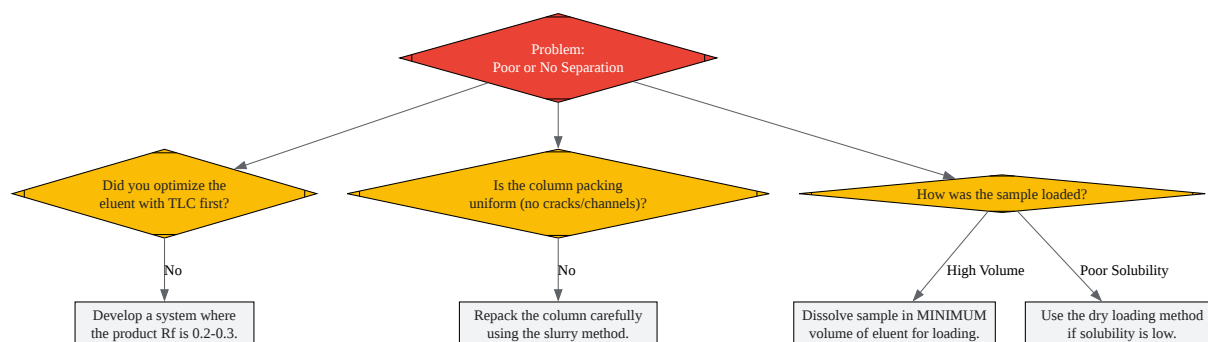 Problem:
Poor or No Separation
Did you optimize the
eluent with TLC first?
Is the column packing
uniform (no cracks/channels)?
How was the sample loaded?
No
No
High Volume
Poor Solubility
Develop a system where
the product Rf is 0.2-0.3.
Repack the column carefully
using the slurry method.
Dissolve sample in MINIMUM
volume of eluent for loading.
Use the dry loading method
if solubility is low.